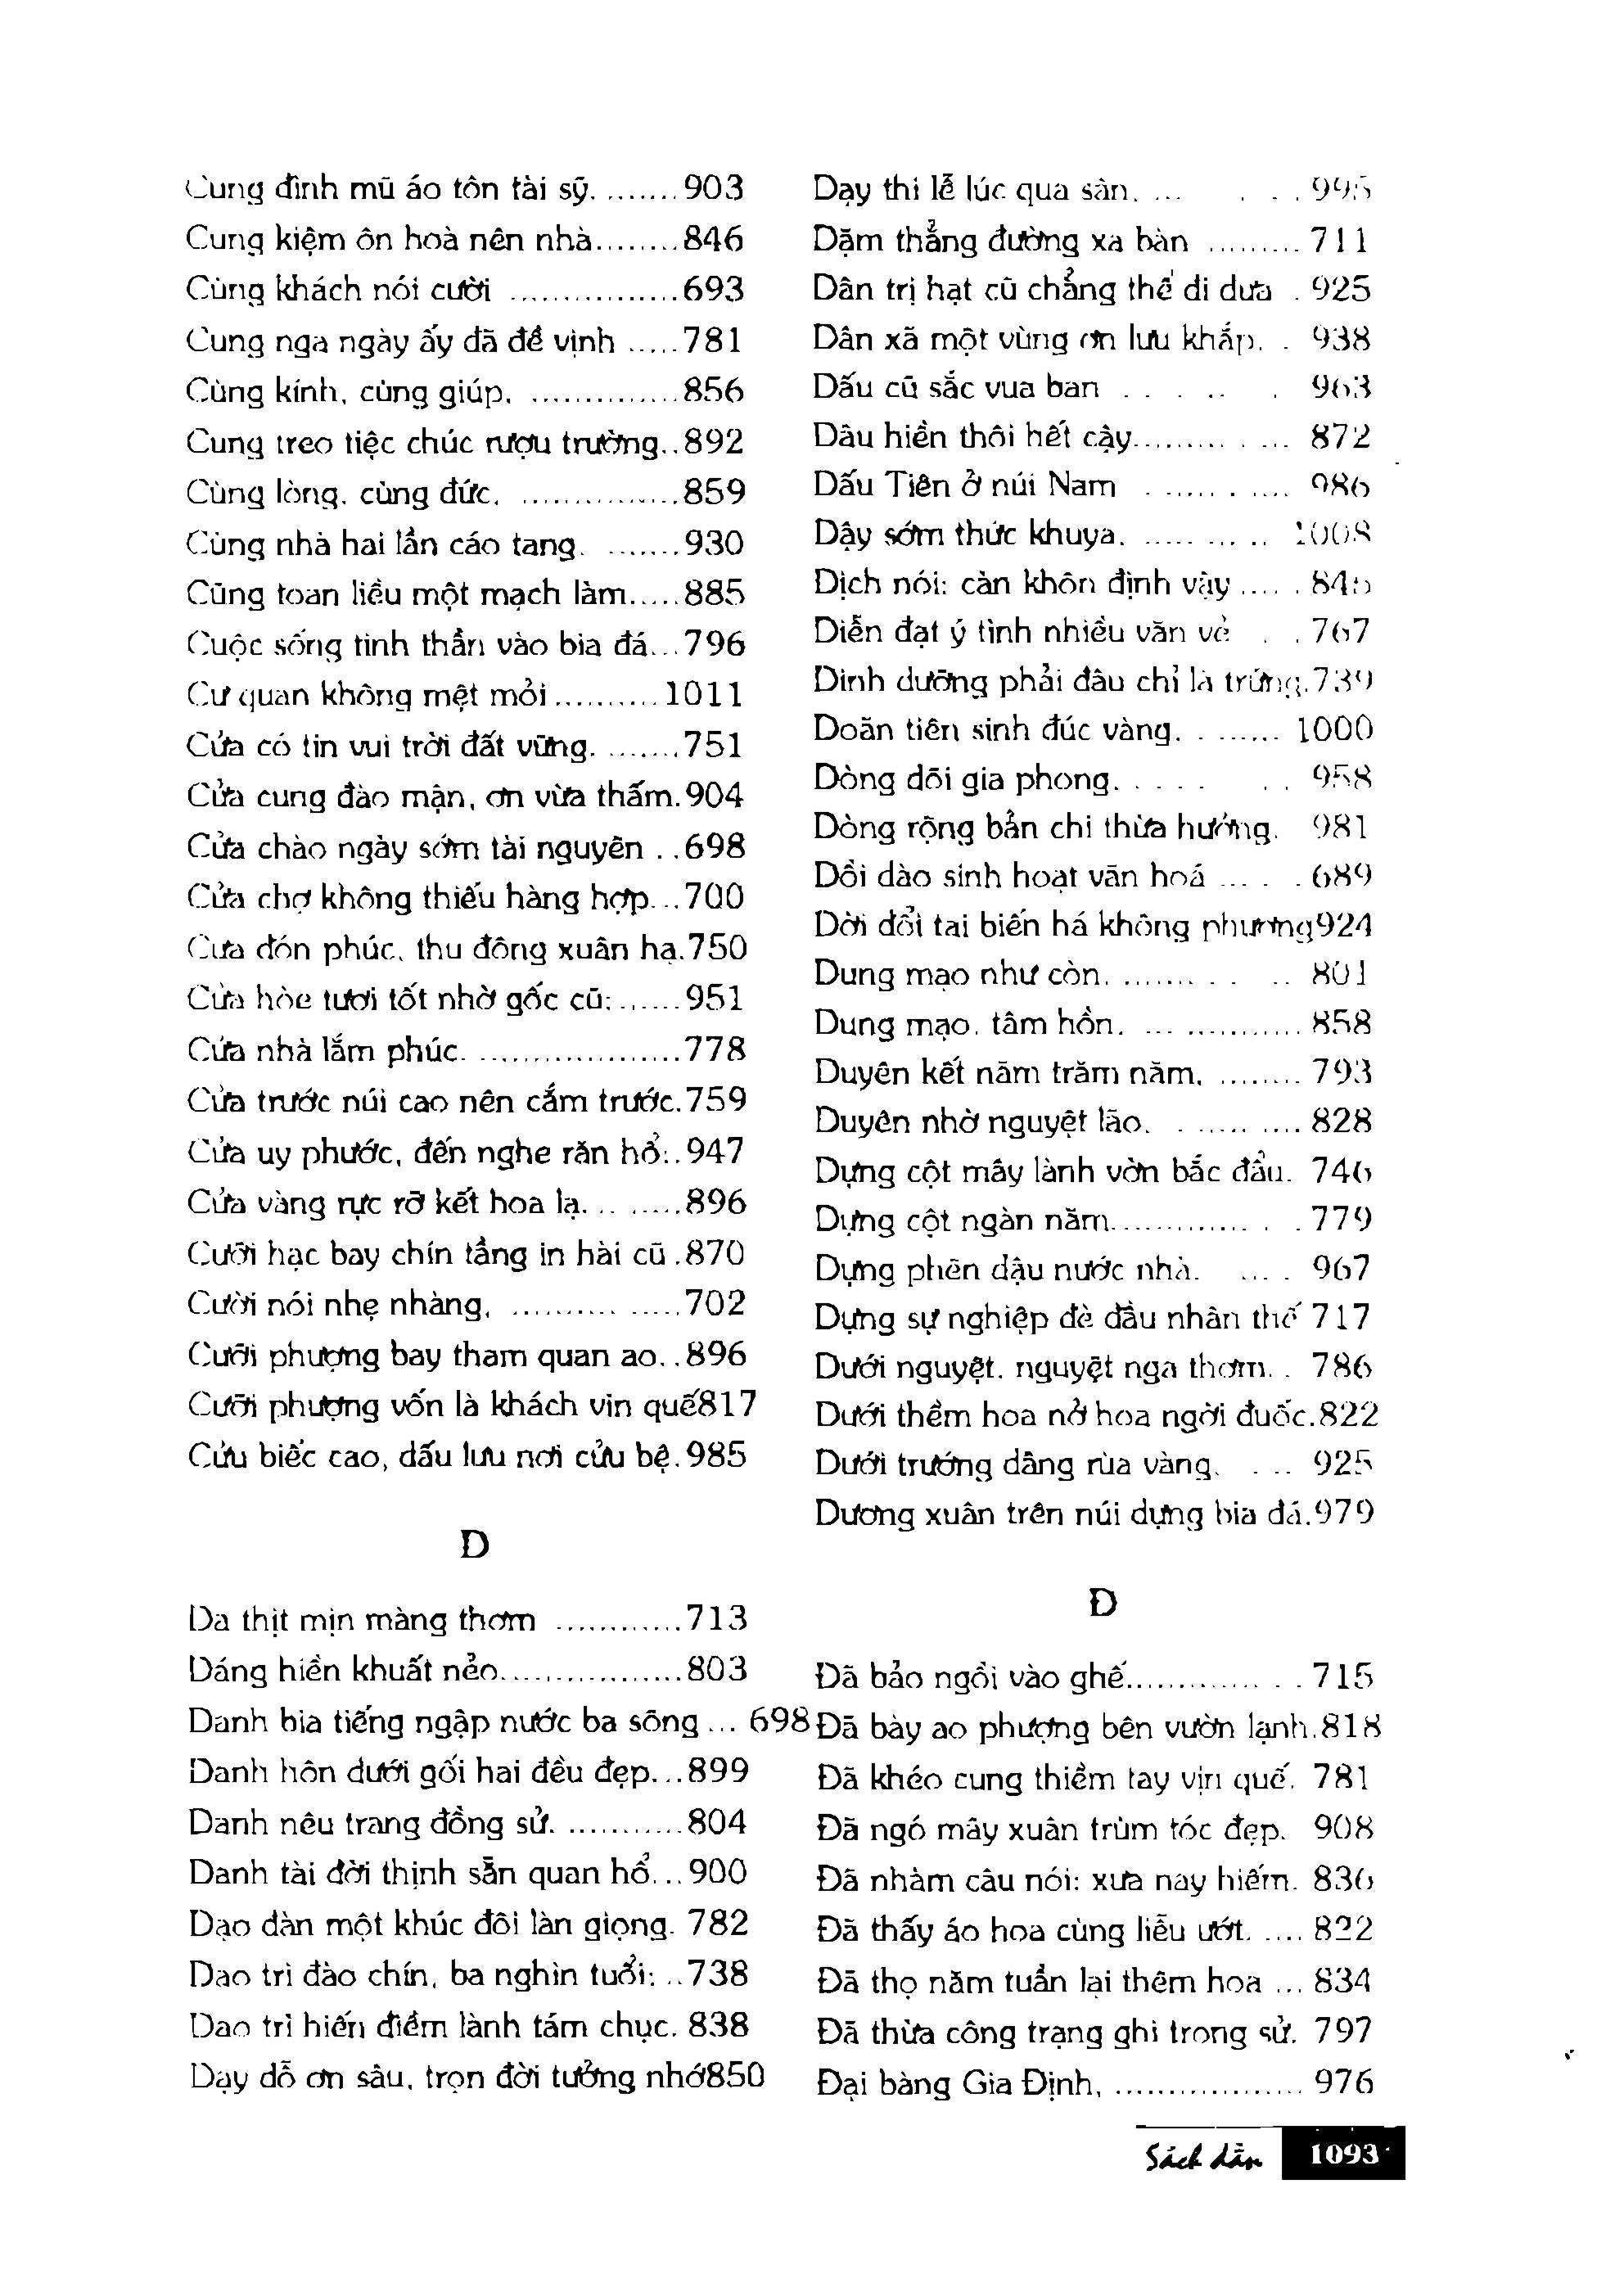 Cung đình mũ áo tôn tài sỹ. ........903
Cung kiệm ôn hoà nên nhà........846
Cùng khách nói cười ................693
Cung nga ngày ấy đã để vịnh .....781
Cùng kính, cùng giúp, ..............856
Cung treo tiệc chúc rượu trường..892
Cùng lòng, cùng đức, ...............859
Cùng nhà hai lần cáo tang. ........930
Cũng toan liều một mạch làm.....885
Cuộc sống tinh thần vào bia đá...796
Cư quan không mệt mỏi..........1011
Cửa có tin vui trời đất vững. ........751
Cửa cung đào mận, ơn vừa thấm.904
Cửa chào ngày sớm tài nguyên ..698
Cửa chợ không thiếu hàng hợp...700
Cửa đón phúc, thu đông xuân hạ.750
Cửa hòe tươi tốt nhờ gốc cũ:......951
Cửa nhà lắm phúc. ...................778
Cửa trước núi cao nên cắm trước.759
Cửa uy phước, đến nghe răn hổ:.947
Cửa vàng rực rỡ kết hoa lạ. .. .....896
Cưỡi hạc bay chín tầng in hài cũ .870
Cười nói nhẹ nhàng, ................702
Cưỡi phượng bay tham quan ao..896
Cưỡi phượng vốn là khách vin quế817
Cửu biếc cao, dấu lưu nơi cửu bệ.985
D
Da thịt mịn màng thơm ............713
Dáng hiền khuất nẻo.................803
Danh bia tiếng ngập nước ba sông ... 698
Danh hôn dưới gối hai đều đẹp...899
Danh nêu trang đồng sử. ...........804
Danh tài đời thịnh sẵn quan hổ...900
Dạo đàn một khúc đôi làn giọng. 782
Dao trì đào chín, ba nghìn tuổi: ..738
Dao trì hiến điềm lành tám chục. 838
Dạy dỗ ơn sâu, trọn đời tưởng nhớ850
Dạy thi lễ lúc qua sân. ... . . . 995
Dặm thẳng đường xa bàn ......... 711
Dân trị hạt cũ chẳng thể di dưa . 925
Dân xã một vùng ơn lưu khắp. . 938
Dấu cũ sắc vua ban . . . .. . 963
Dâu hiền thôi hết cậy.......... . ... 872
Dấu Tiên ở núi Nam ....... . .... 986
Dậy sớm thức khuya. ..... ... .. 1008
Dịch nói: càn khôn định vậy .... . 845
Diễn đạt ý tình nhiều văn vẻ . . 767
Dinh dưỡng phải đâu chỉ là trứng.739
Doãn tiên sinh đúc vàng. . ....... 1000
Dòng dõi gia phong. . . . . . . 958
Dòng rộng bản chi thừa hưởng. 981
Dồi dào sinh hoạt văn hoá ... . . 689
Dời đổi tai biến há không phương924
Dung mạo như còn. ....... . . .. 801
Dung mạo, tâm hồn. ... ........... 858
Duyên kết năm trăm năm. ........ 793
Duyên nhờ nguyệt lão. . ..... .... 828
Dựng cột mây lành vờn bắc đẩu. 746
Dựng cột ngàn năm............. . . 779
Dựng phên dậu nước nhà. ... . 967
Dựng sự nghiệp đè đầu nhân thế 717
Dưới nguyệt, nguyệt nga thơm. . 786
Dưới thềm hoa nở hoa ngời đuốc.822
Dưới trướng dâng rùa vàng. . .. 925
Dương xuân trên núi dựng bia đá.979
Đ
Đã bảo ngồi vào ghế.............. . . 715
Đã bày ao phượng bên vườn lạnh.818
Đã khéo cung thiềm tay vịn quế. 781
Đã ngó mây xuân trùm tóc đẹp. 908
Đã nhàm câu nói: xưa nay hiếm. 836
Đã thấy áo hoa cùng liễu ướt. .... 822
Đã thọ năm tuần lại thêm hoa ... 834
Đã thừa công trạng ghi trong sử. 797
Đại bàng Gia Định, ................... 976
Sách dẫn 1093